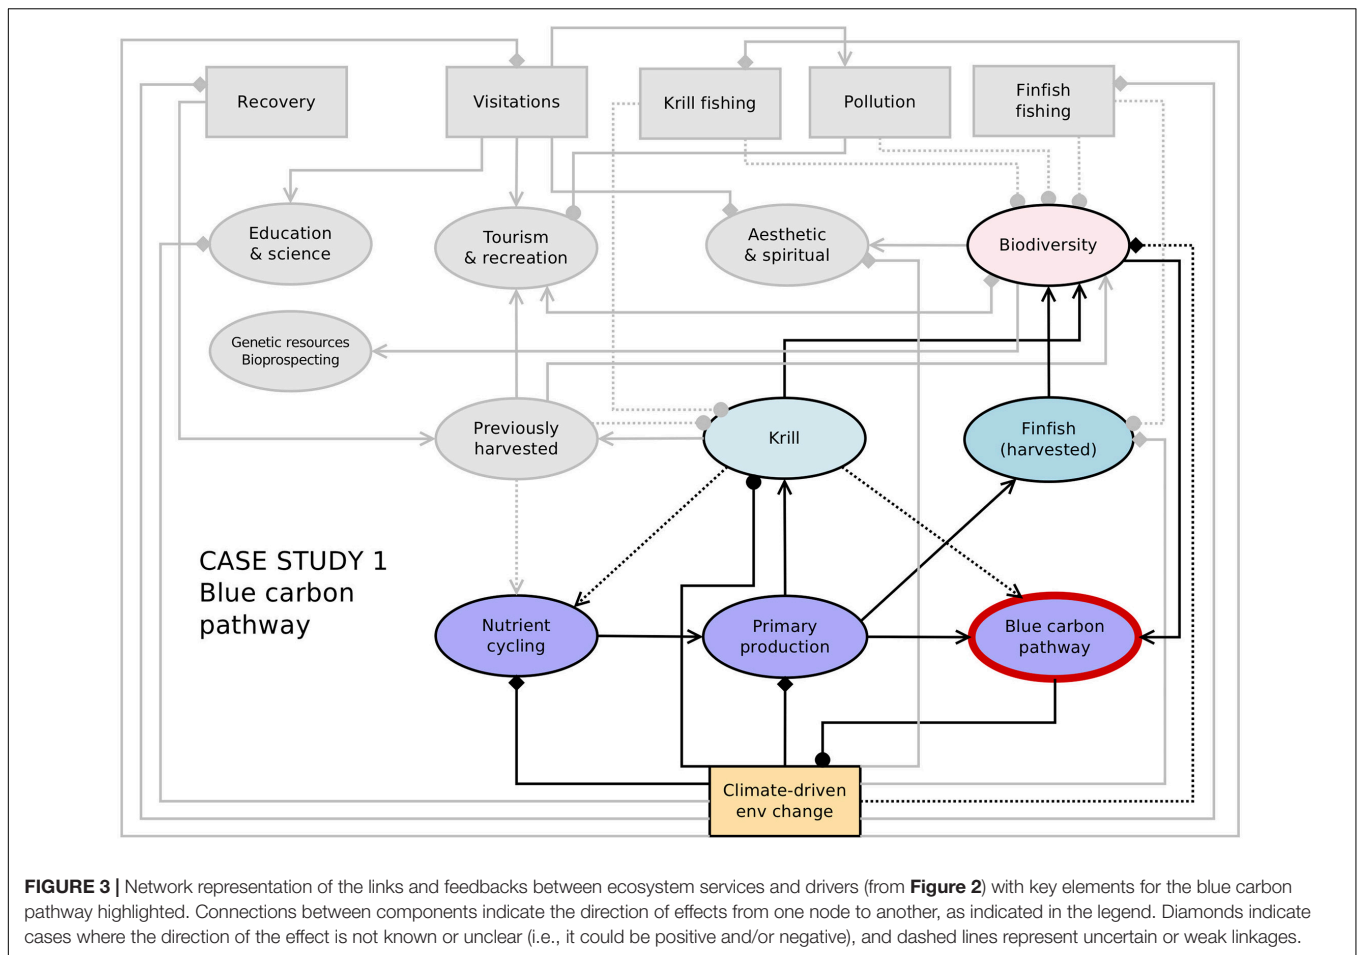 Recovery
Visitations
Krill fishing
Pollution
Finfish
fishing
Education
& science
Tourism
& recreation
Aesthetic
& spiritual
Biodiversity
Genetic resources
Bioprospecting
Previously
harvested
Krill
Finfish
(harvested)
CASE STUDY 1
Blue carbon
pathway
Nutrient
cycling
Primary
production
Blue carbon
pathway
Climate-driven
env change
FIGURE 3 | Network representation of the links and feedbacks between ecosystem services and drivers (from Figure 2) with key elements for the blue carbon
pathway highlighted. Connections between components indicate the direction of effects from one node to another, as indicated in the legend. Diamonds indicate
cases where the direction of the effect is not known or unclear (i.e., it could be positive and/or negative), and dashed lines represent uncertain or weak linkages.